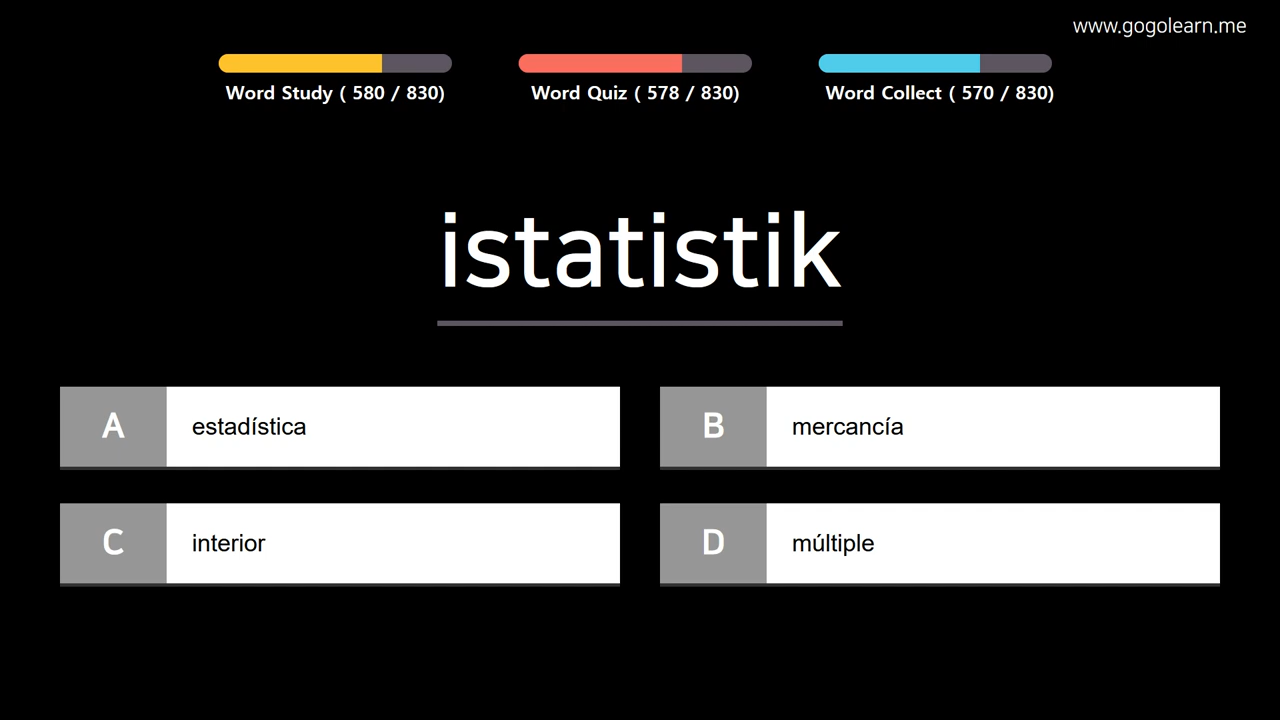 www.gogolearn.me
Word Study ( 580 / 830)
Word Quiz ( 578 / 830)
Word Collect ( 570 / 830)
istatistik
A estadística
B mercancía
C interior
D múltiple